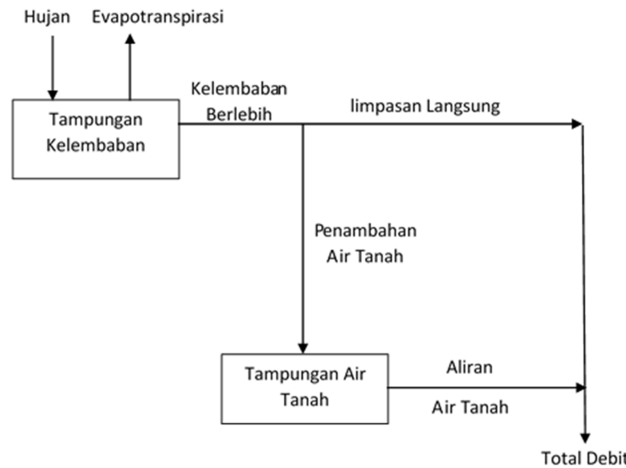 Hujan
Evapotranspirasi
Kelembaban
Berlebih
limpasan Langsung
Tampungan
Kelembaban
Penambahan
Air Tanah
Tampungan Air
Tanah
Aliran
Air Tanah
Total Debit